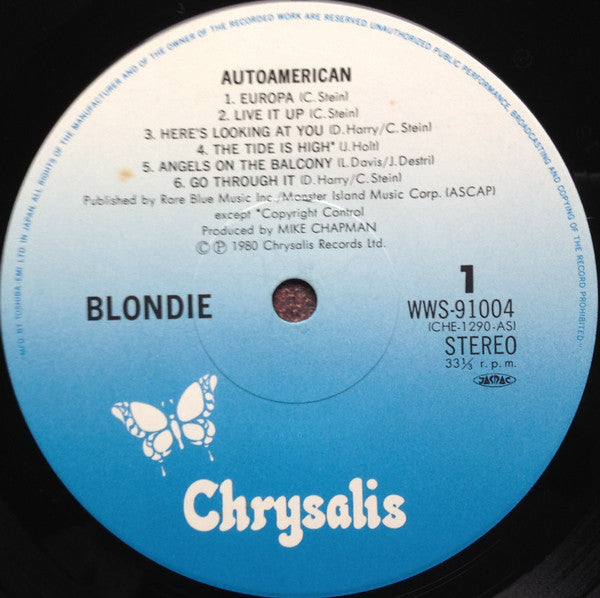 ALL RIGHTS OF THE MANUFACTURER AND OF THE OWNER OF THE RECORDED WORK ARE RESERVED UNAUTHORIZED PUBLIC PERFORMANCE, BROADCASTING AND COPYING OF THE RECORD PROHIBITED"
MFD BY TOSHIBA-EMI LTD. IN JAPAN
AUTOAMERICAN
1. EUROPA (C. Stein)
2. LIVE IT UP (C. Stein)
3. HERE'S LOOKING AT YOU (D. Harry/C. Stein)
4. THE TIDE IS HIGH* (J. Holt)
5. ANGELS ON THE BALCONY (L. Davis/J. Destri)
6. GO THROUGH IT (D. Harry/C. Stein)
Published by Rare Blue Music Inc./Monster Island Music Corp. (ASCAP)
except *Copyright Control
Produced by MIKE CHAPMAN
© ℗ 1980 Chrysalis Records Ltd.
BLONDIE
1
WWS-91004
(CHE-1290-AS)
STEREO
33⅓ r.p.m.
JASRAC
Chrysalis